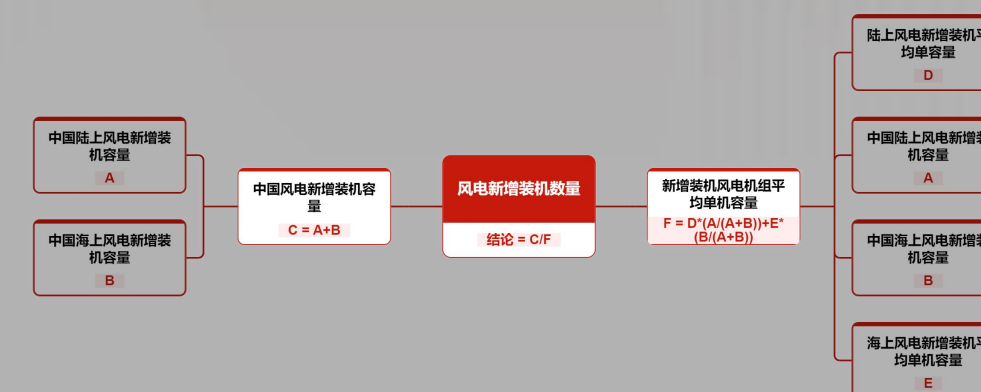 中国陆上风电新增装
机容量
A
中国海上风电新增装
机容量
B
中国风电新增装机容
量
C = A+B
风电新增装机数量
结论 = C/F
新增装机风电机组平
均单机容量
F = D*(A/(A+B))+E*
(B/(A+B))
陆上风电新增装机平
均单容量
D
中国陆上风电新增装
机容量
A
中国海上风电新增装
机容量
B
海上风电新增装机平
均单机容量
E